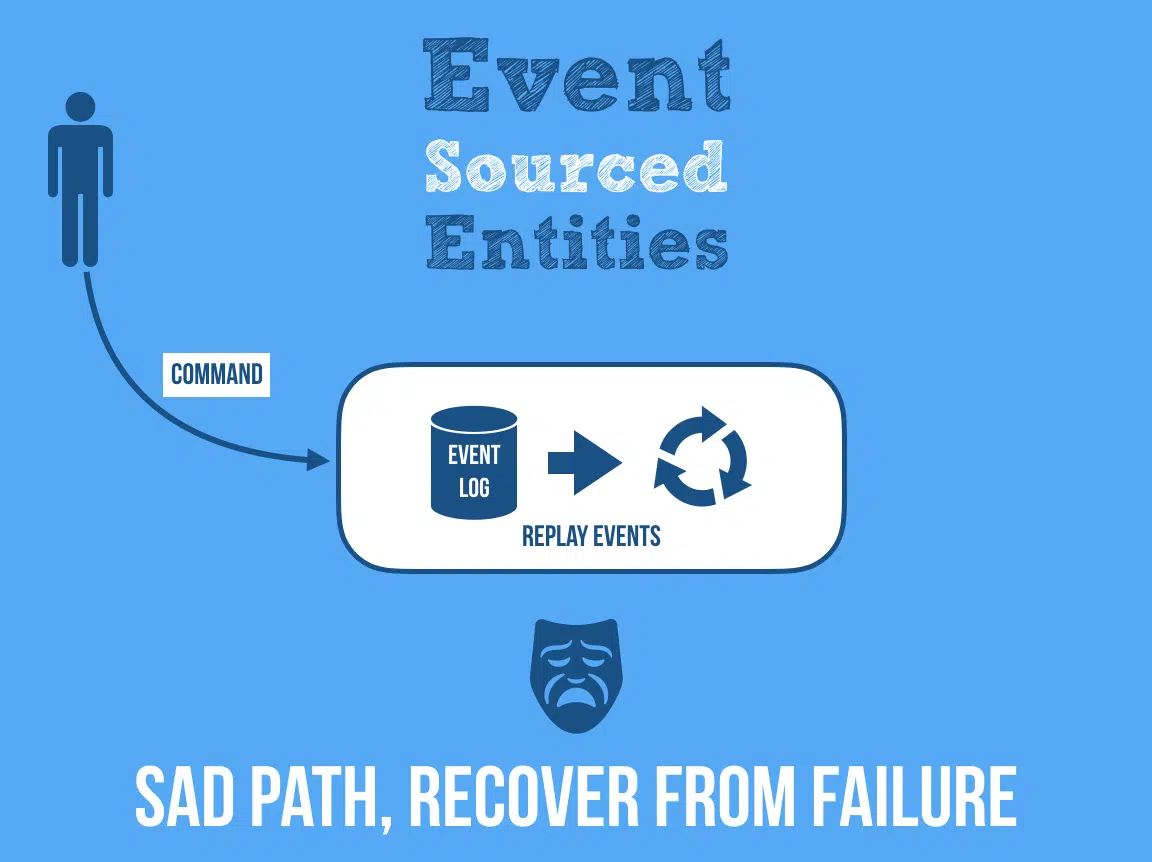 Event
Sourced
Entities
COMMAND
EVENT
LOG
REPLAY EVENTS
SAD PATH, RECOVER FROM FAILURE